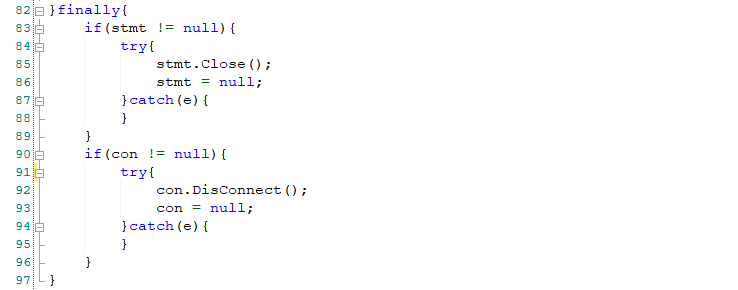 82 }finally{
83     if(stmt != null){
84         try{
85             stmt.Close();
86             stmt = null;
87         }catch(e){
88         }
89     }
90     if(con != null){
91         try{
92             con.DisConnect();
93             con = null;
94         }catch(e){
95         }
96     }
97 }